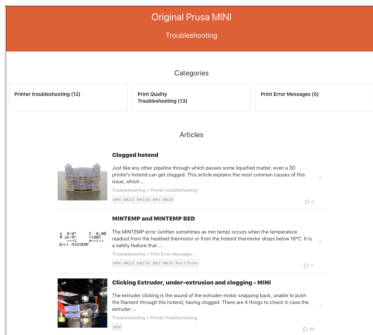 Original Prusa MINI
Troubleshooting
Categories
Printer troubleshooting (12)
Print Quality
Troubleshooting (13)
Print Error Messages (5)
Articles
Clogged hotend
Just like any other pipeline through which passes some liquefied matter, even a 3D
printer's hotend can get clogged. This article explains the most common causes of this
issue, which ...
Troubleshooting > Printer troubleshooting
MINTEMP and MINTEMP BED
The MINTEMP error (written sometimes as min temp) occurs when the temperature
readout from the heatbed thermistor or from the hotend thermistor drops below 16°C. It is
a safety feature that ...
Troubleshooting > Print Error Messages
Clicking Extruder, under-extrusion and clogging - MINI
The extruder clicking is the sound of the extruder-motor snapping back, unable to push
the filament through the hotend, having clogged. There are 4 things to check in case the
extruder ...
Troubleshooting > Printer troubleshooting
MINI